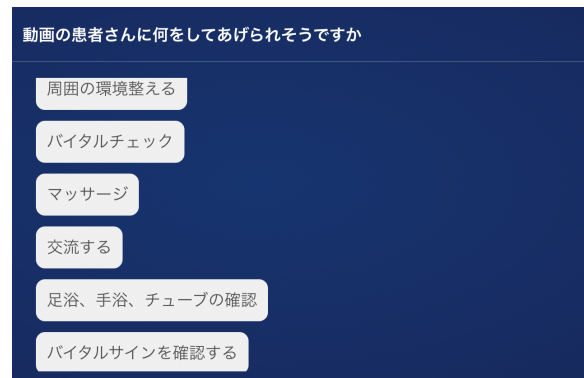 動画の患者さんに何をしてあげられそうですか
周囲の環境整える
バイタルチェック
マッサージ
交流する
足浴、手浴、チューブの確認
バイタルサインを確認する